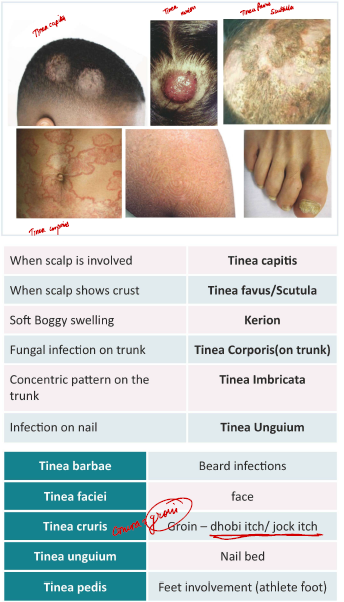 Tinea capitis
Tinea favus
Scutula
Tinea corporis
When scalp is involved Tinea capitis
When scalp shows crust Tinea favus/Scutula
Soft Boggy swelling Kerion
Fungal infection on trunk Tinea Corporis(on trunk)
Concentric pattern on the trunk Tinea Imbricata
Infection on nail Tinea Unguium
Tinea barbae Beard infections
Tinea faciei face
groin
Tinea cruris Groin – dhobi itch/ jock itch
Tinea unguium Nail bed
Tinea pedis Feet involvement (athlete foot)